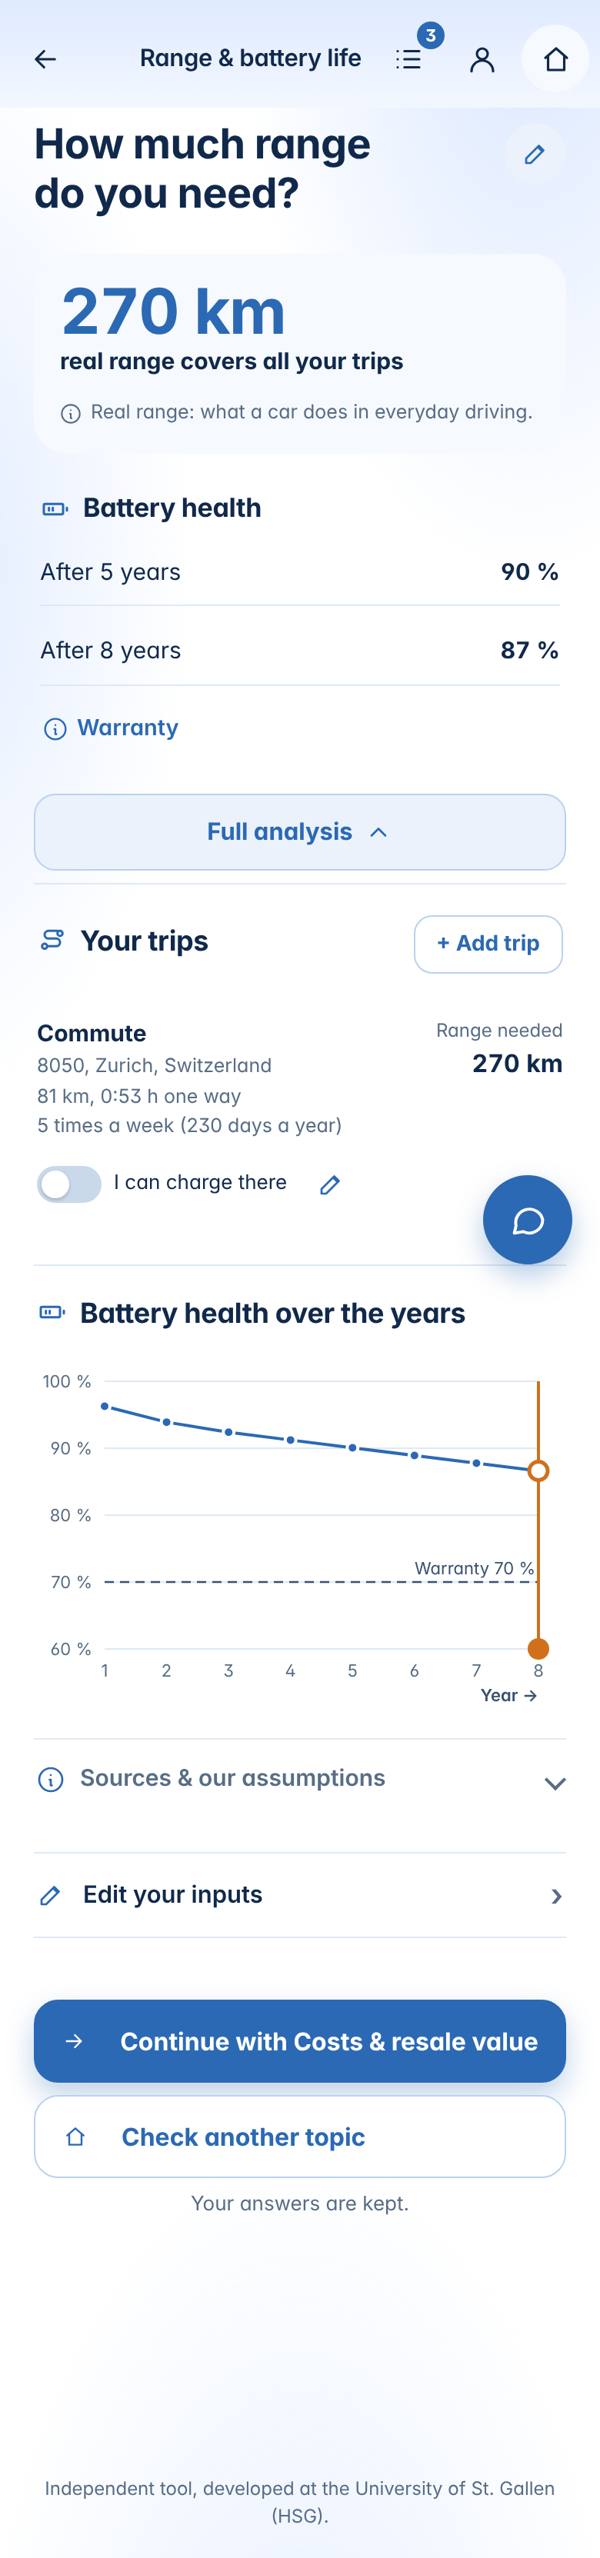 Range & battery life
3
How much range
do you need?
270 km
real range covers all your trips
Real range: what a car does in everyday driving.
Battery health
After 5 years 90 %
After 8 years 87 %
Warranty
Full analysis
Your trips
+ Add trip
Commute
Range needed
8050, Zurich, Switzerland
270 km
81 km, 0:53 h one way
5 times a week (230 days a year)
I can charge there
Battery health over the years
100 %
90 %
80 %
Warranty 70 %
70 %
60 %
1 2 3 4 5 6 7 8
Year →
Sources & our assumptions
Edit your inputs
Continue with Costs & resale value
Check another topic
Your answers are kept.
Independent tool, developed at the University of St. Gallen
(HSG).